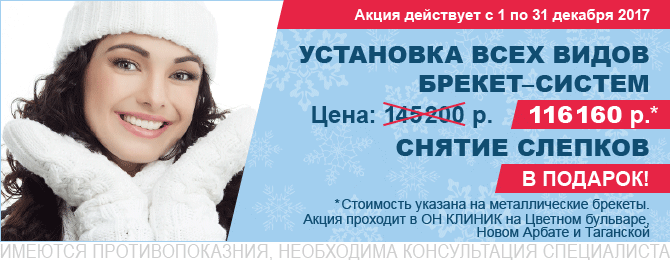 Акция действует с 1 по 31 декабря 2017
УСТАНОВКА ВСЕХ ВИДОВ
БРЕКЕТ–СИСТЕМ
Цена: 145200 р. 116160 р.*
СНЯТИЕ СЛЕПКОВ
В ПОДАРОК!
*Стоимость указана на металлические брекеты.
Акция проходит в ОН КЛИНИК на Цветном бульваре,
Новом Арбате и Таганской
ИМЕЮТСЯ ПРОТИВОПОКАЗНИЯ, НЕОБХОДИМА КОНСУЛЬТАЦИЯ СПЕЦИАЛИСТА